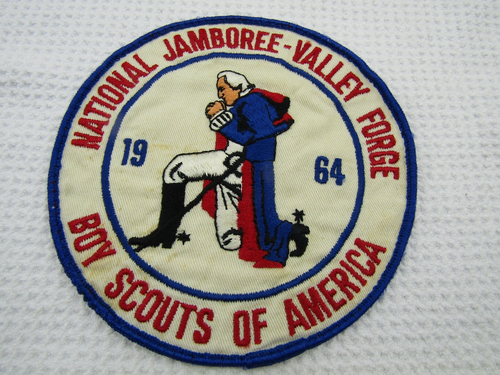 NATIONAL JAMBOREE-VALLEY FORGE
19 64
BOY SCOUTS OF AMERICA